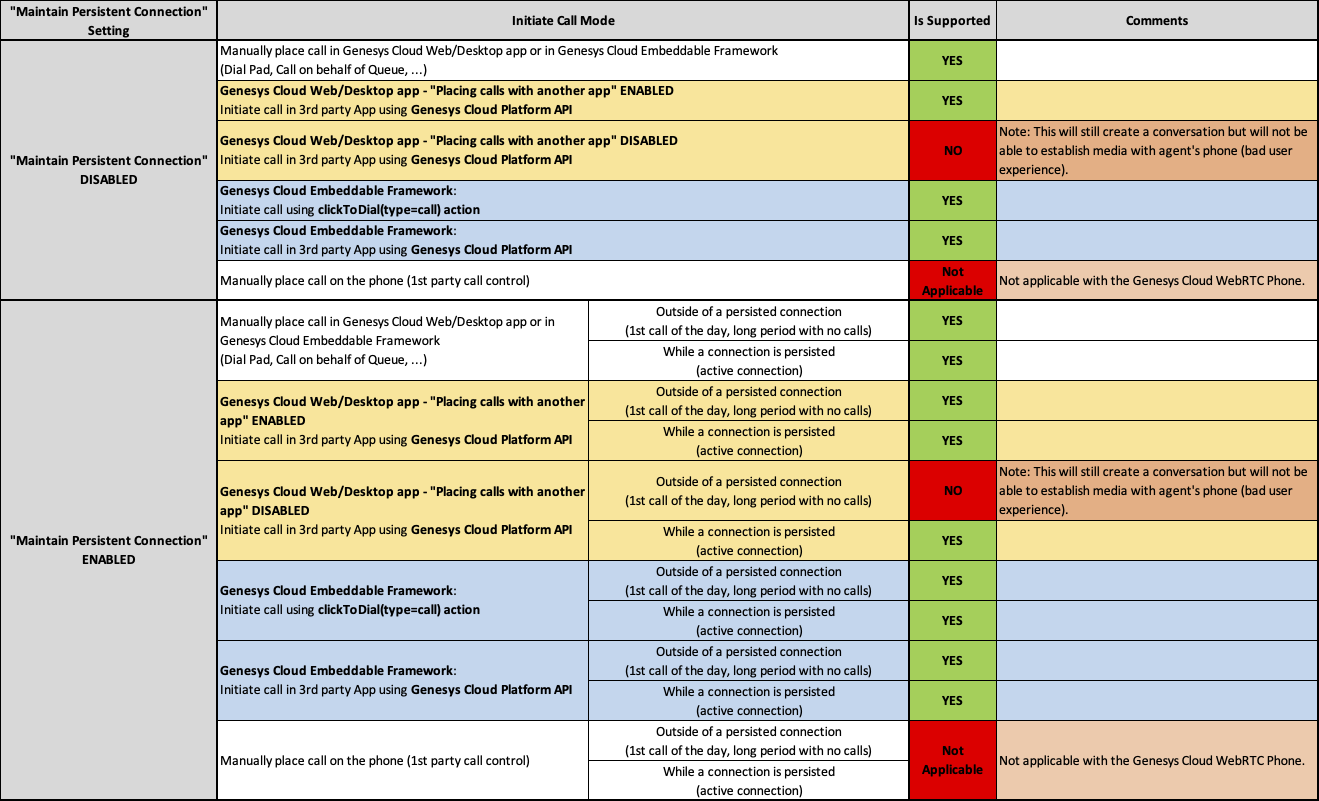 "Maintain Persistent Connection"
Setting
Initiate Call Mode
Is Supported
Comments
"Maintain Persistent Connection"
DISABLED
Manually place call in Genesys Cloud Web/Desktop app or in Genesys Cloud Embeddable Framework
(Dial Pad, Call on behalf of Queue, ...)
YES
Genesys Cloud Web/Desktop app - "Placing calls with another app" ENABLED
Initiate call in 3rd party App using Genesys Cloud Platform API
YES
Genesys Cloud Web/Desktop app - "Placing calls with another app" DISABLED
Initiate call in 3rd party App using Genesys Cloud Platform API
NO
Note: This will still create a conversation but will not be
able to establish media with agent's phone (bad user
experience).
Genesys Cloud Embeddable Framework:
Initiate call using clickToDial(type=call) action
YES
Genesys Cloud Embeddable Framework:
Initiate call in 3rd party App using Genesys Cloud Platform API
YES
Manually place call on the phone (1st party call control)
Not
Applicable
Not applicable with the Genesys Cloud WebRTC Phone.
"Maintain Persistent Connection"
ENABLED
Manually place call in Genesys Cloud Web/Desktop app or in
Genesys Cloud Embeddable Framework
(Dial Pad, Call on behalf of Queue, ...)
Outside of a persisted connection
(1st call of the day, long period with no calls)
YES
While a connection is persisted
(active connection)
YES
Genesys Cloud Web/Desktop app - "Placing calls with another
app" ENABLED
Initiate call in 3rd party App using Genesys Cloud Platform API
Outside of a persisted connection
(1st call of the day, long period with no calls)
YES
While a connection is persisted
(active connection)
YES
Genesys Cloud Web/Desktop app - "Placing calls with another
app" DISABLED
Initiate call in 3rd party App using Genesys Cloud Platform API
Outside of a persisted connection
(1st call of the day, long period with no calls)
NO
Note: This will still create a conversation but will not be
able to establish media with agent's phone (bad user
experience).
While a connection is persisted
(active connection)
YES
Genesys Cloud Embeddable Framework:
Initiate call using clickToDial(type=call) action
Outside of a persisted connection
(1st call of the day, long period with no calls)
YES
While a connection is persisted
(active connection)
YES
Genesys Cloud Embeddable Framework:
Initiate call in 3rd party App using Genesys Cloud Platform API
Outside of a persisted connection
(1st call of the day, long period with no calls)
YES
While a connection is persisted
(active connection)
YES
Manually place call on the phone (1st party call control)
Outside of a persisted connection
(1st call of the day, long period with no calls)
While a connection is persisted
(active connection)
Not
Applicable
Not applicable with the Genesys Cloud WebRTC Phone.